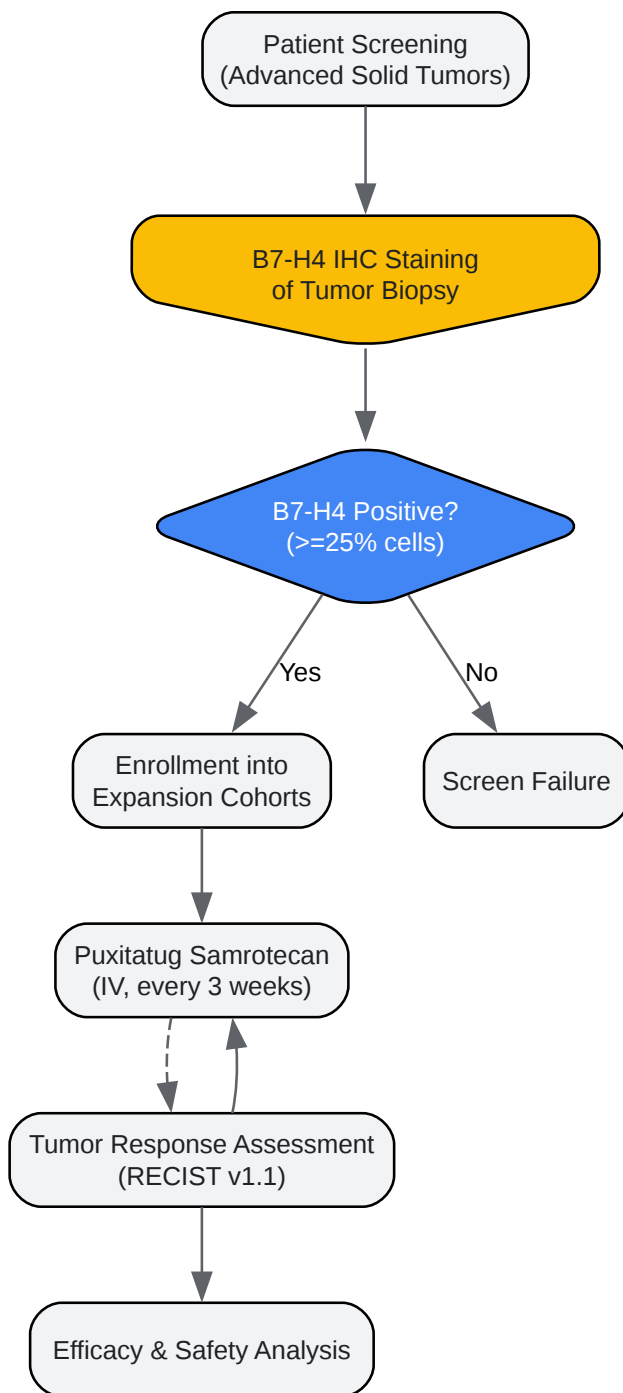 Patient Screening
(Advanced Solid Tumors)
B7-H4 IHC Staining
of Tumor Biopsy
B7-H4 Positive?
(>=25% cells)
Yes
No
Enrollment into
Expansion Cohorts
Screen Failure
Puxitatug Samrotecan
(IV, every 3 weeks)
Tumor Response Assessment
(RECIST v1.1)
Efficacy & Safety Analysis